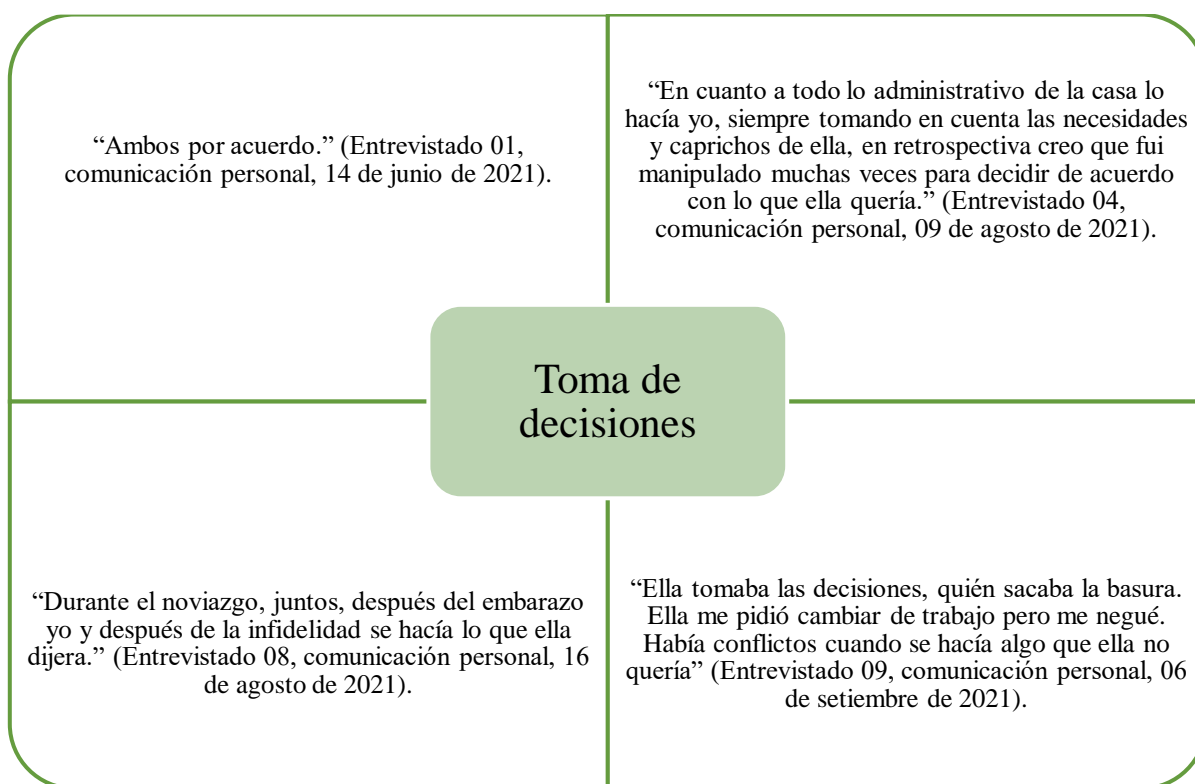 “Ambos por acuerdo.” (Entrevistado 01,
comunicación personal, 14 de junio de 2021).
“En cuanto a todo lo administrativo de la casa lo
hacía yo, siempre tomando en cuenta las necesidades
y caprichos de ella, en retrospectiva creo que fui
manipulado muchas veces para decidir de acuerdo
con lo que ella quería.” (Entrevistado 04,
comunicación personal, 09 de agosto de 2021).
Toma de
decisiones
“Durante el noviazgo, juntos, después del embarazo
yo y después de la infidelidad se hacía lo que ella
dijera.” (Entrevistado 08, comunicación personal, 16
de agosto de 2021).
“Ella tomaba las decisiones, quién sacaba la basura.
Ella me pidió cambiar de trabajo pero me negué.
Había conflictos cuando se hacía algo que ella no
quería” (Entrevistado 09, comunicación personal, 06
de setiembre de 2021).